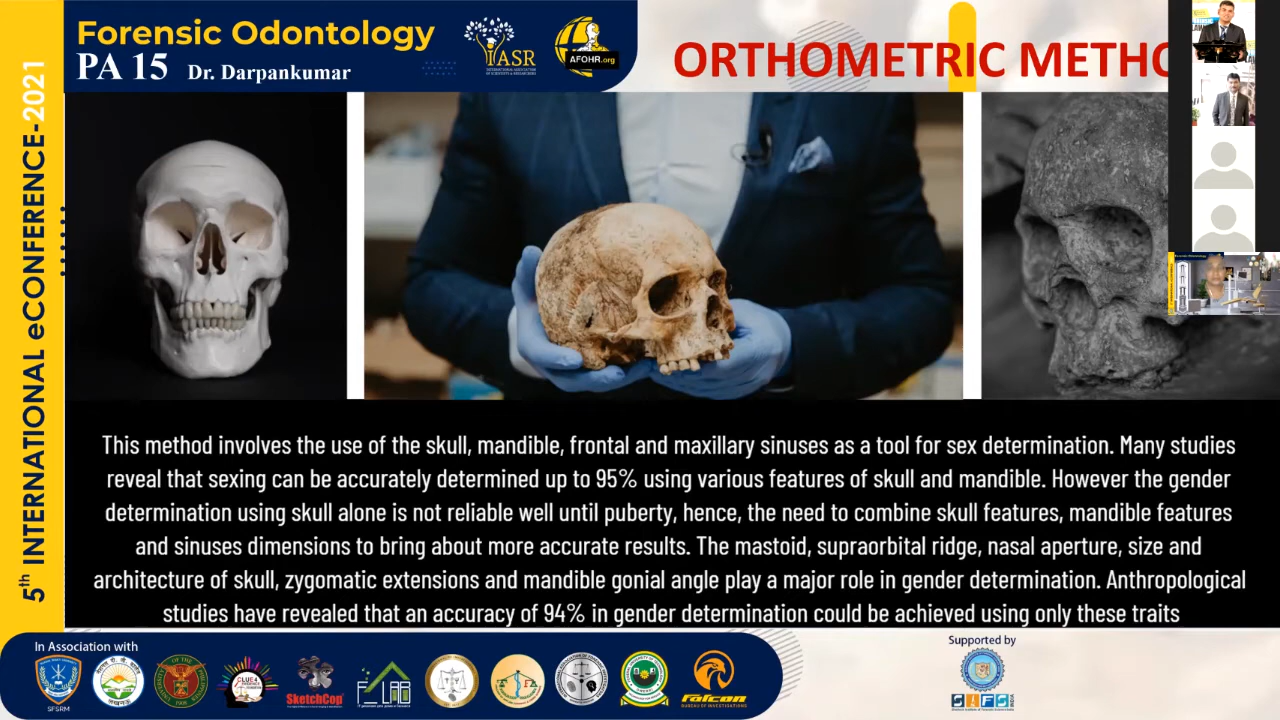 5th INTERNATIONAL eCONFERENCE-2021
Forensic Odontology
PA 15 Dr. Darpankumar
IASR
AFOHR.org
ORTHOMETRIC METHO
This method involves the use of the skull, mandible, frontal and maxillary sinuses as a tool for sex determination. Many studies
reveal that sexing can be accurately determined up to 95% using various features of skull and mandible. However the gender
determination using skull alone is not reliable well until puberty, hence, the need to combine skull features, mandible features
and sinuses dimensions to bring about more accurate results. The mastoid, supraorbital ridge, nasal aperture, size and
architecture of skull, zygomatic extensions and mandible gonial angle play a major role in gender determination. Anthropological
studies have revealed that an accuracy of 94% in gender determination could be achieved using only these traits
In Association with
SFSRM
CLUE4
SketchCop
F LAB
Falcon
BUREAU OF INVESTIGATIONS
Supported by
SIFS
INDIA